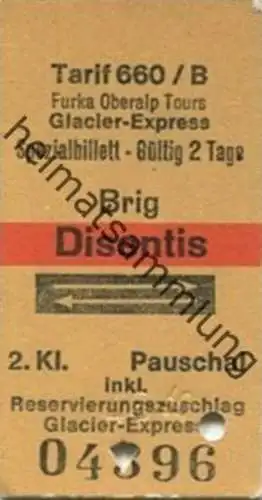 Tarif 660 / B
Furka Oberalp Tours
Glacier-Express
Spezialbillett - Gültig 2 Tage
Brig
Disentis
2. Kl. Pauschal
inkl.
Reservierungszuschlag
Glacier-Express
04396
heimatsammlung